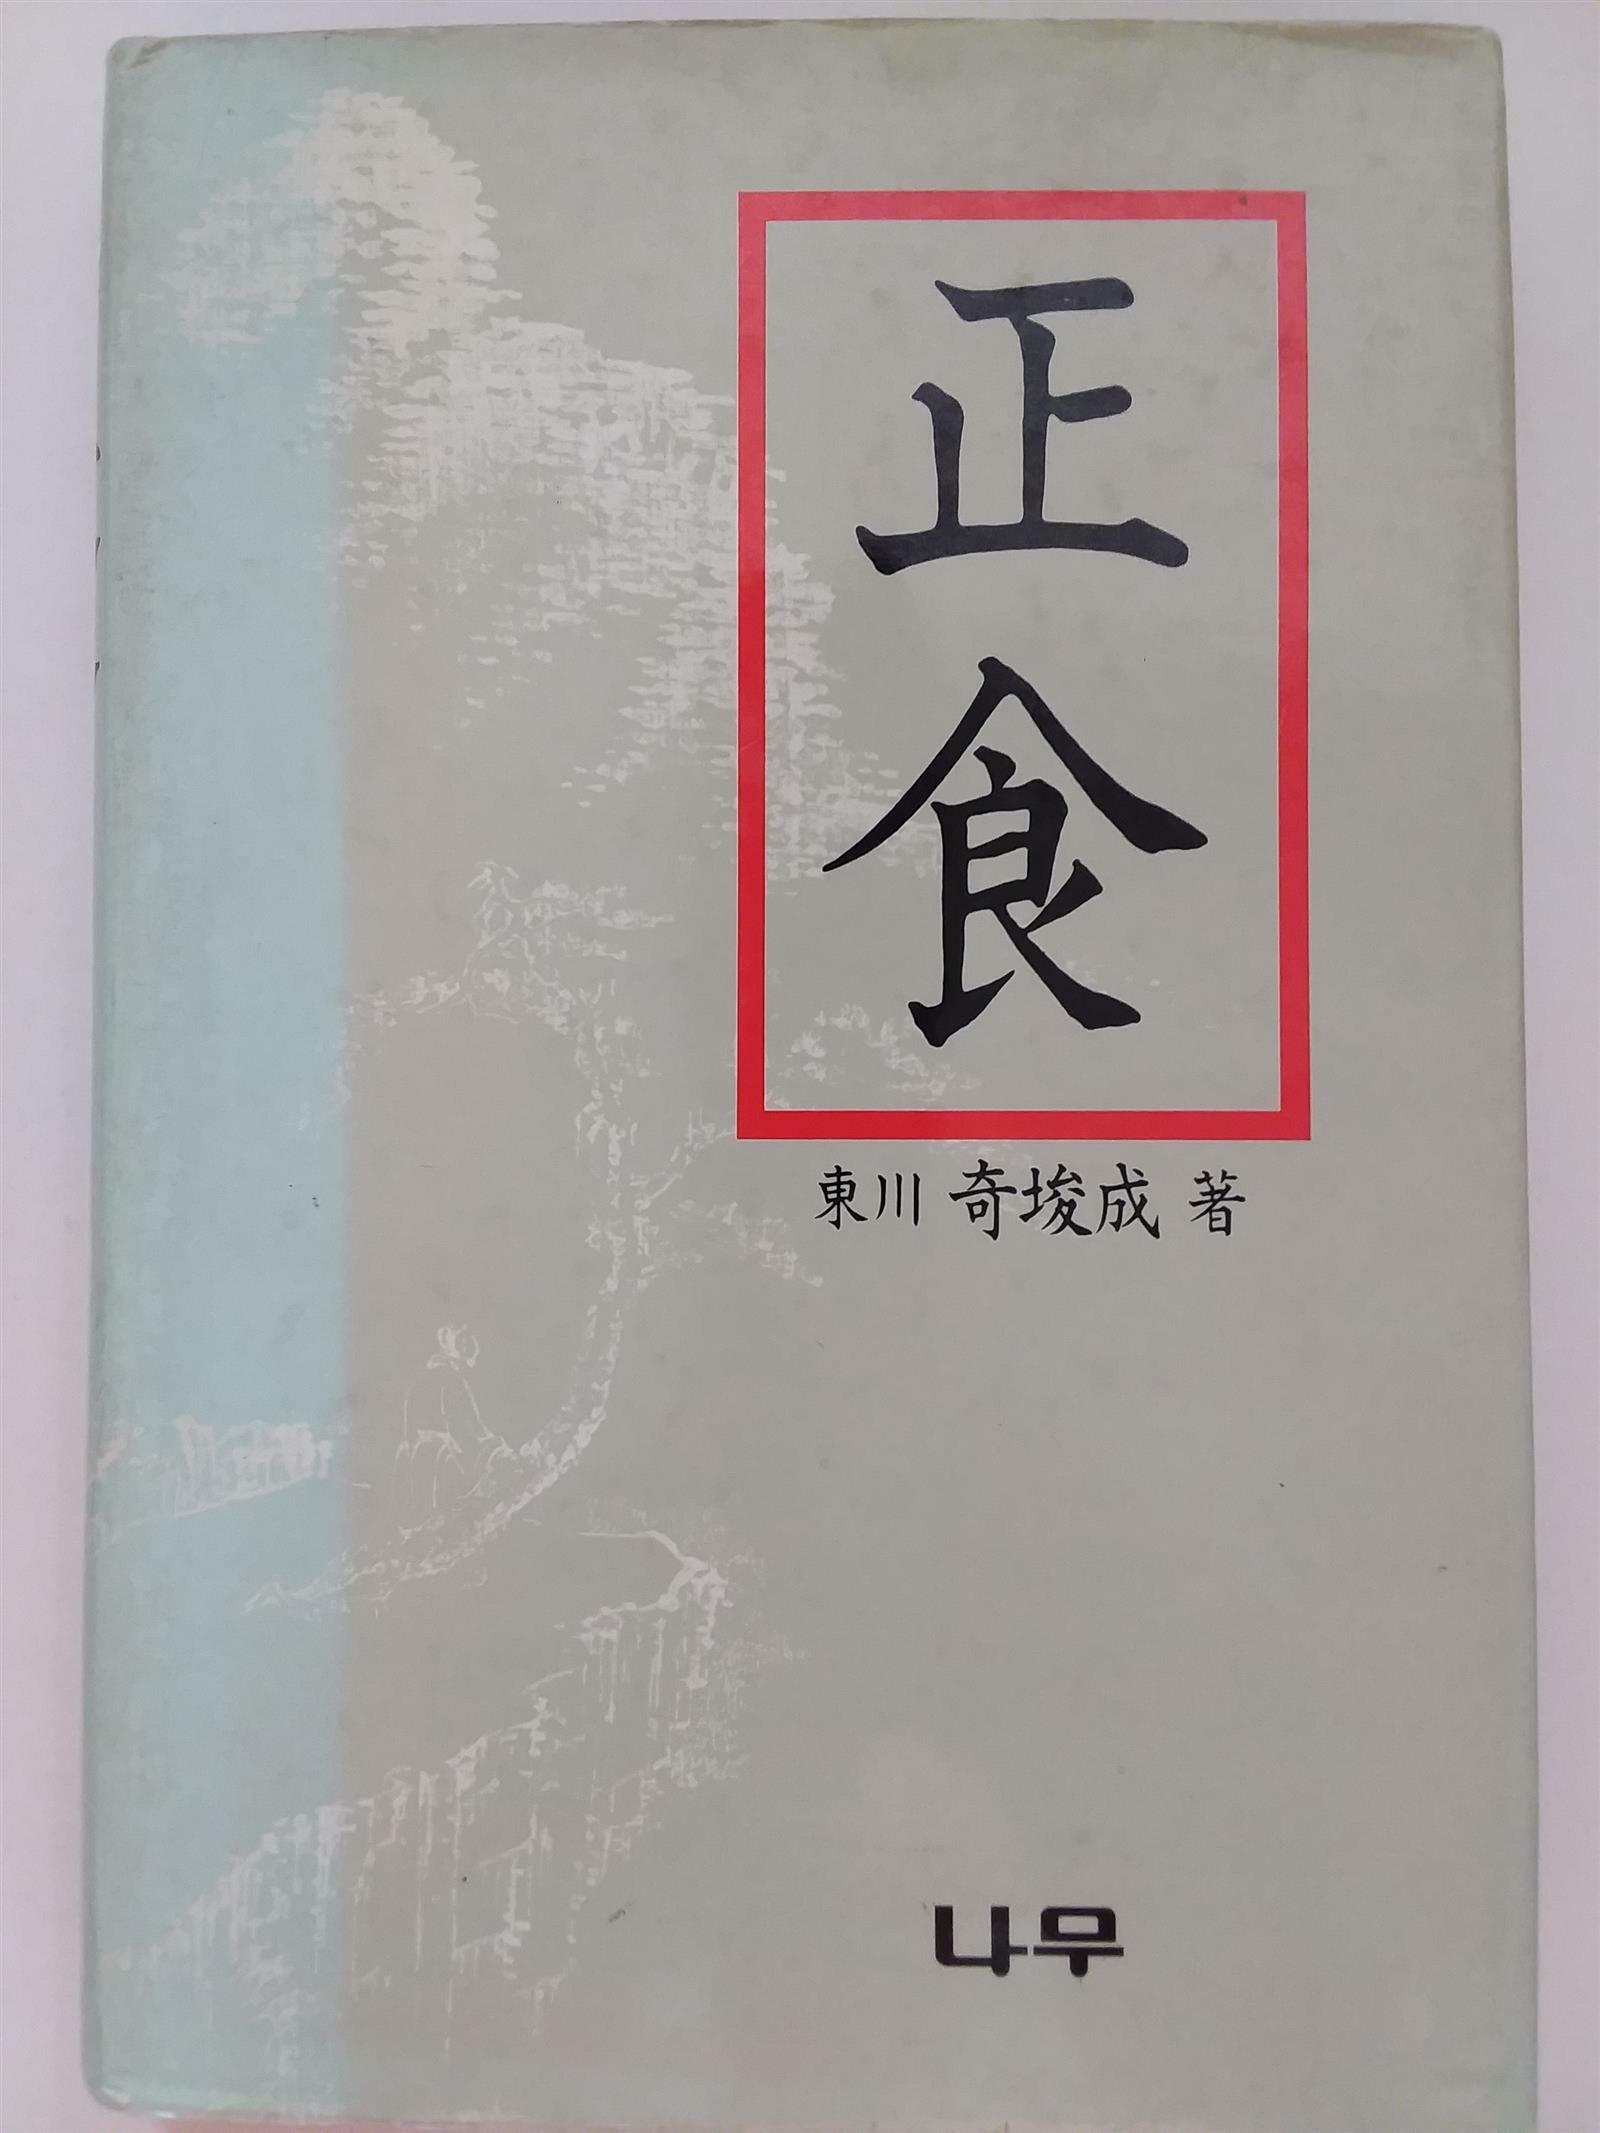 正食
東川 奇埈成 著
나무